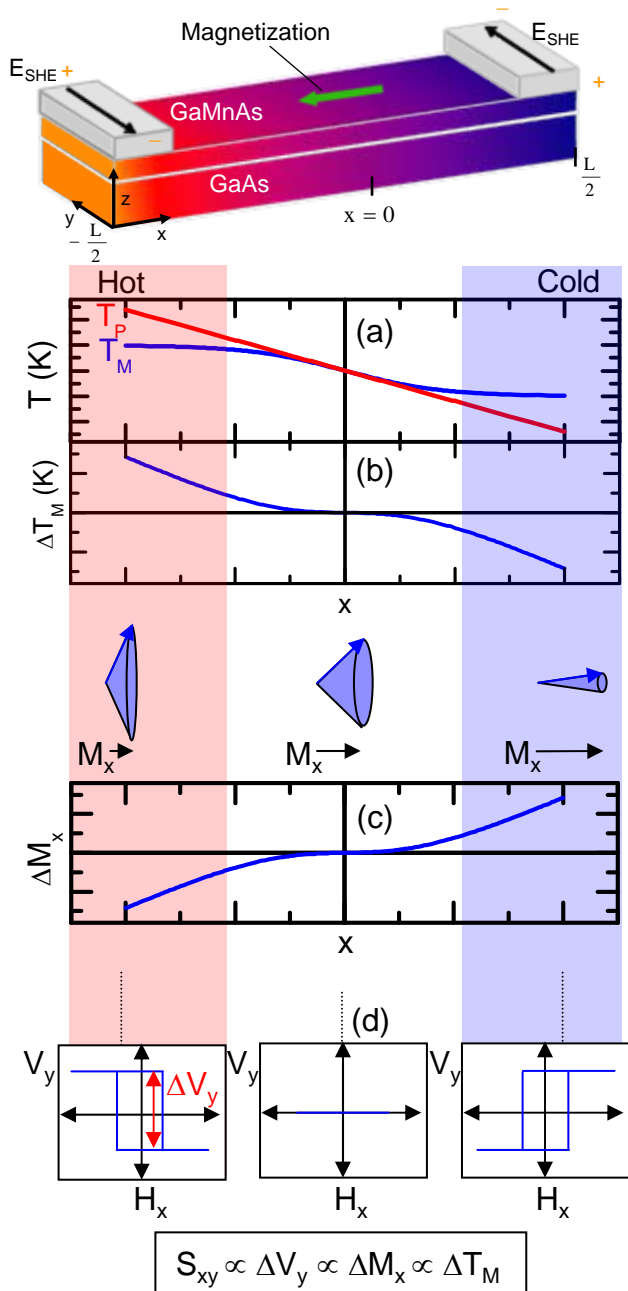 Magnetization
E_SHE + −
− E_SHE +
GaMnAs
GaAs
z
y
x
− L/2
x = 0
L/2
Hot
Cold
T_P
T_M
(a)
T (K)
(b)
ΔT_M (K)
x
M_x
M_x
M_x
(c)
ΔM_x
x
(d)
V_y
ΔV_y
V_y
V_y
H_x
H_x
H_x
S_xy ∝ ΔV_y ∝ ΔM_x ∝ ΔT_M